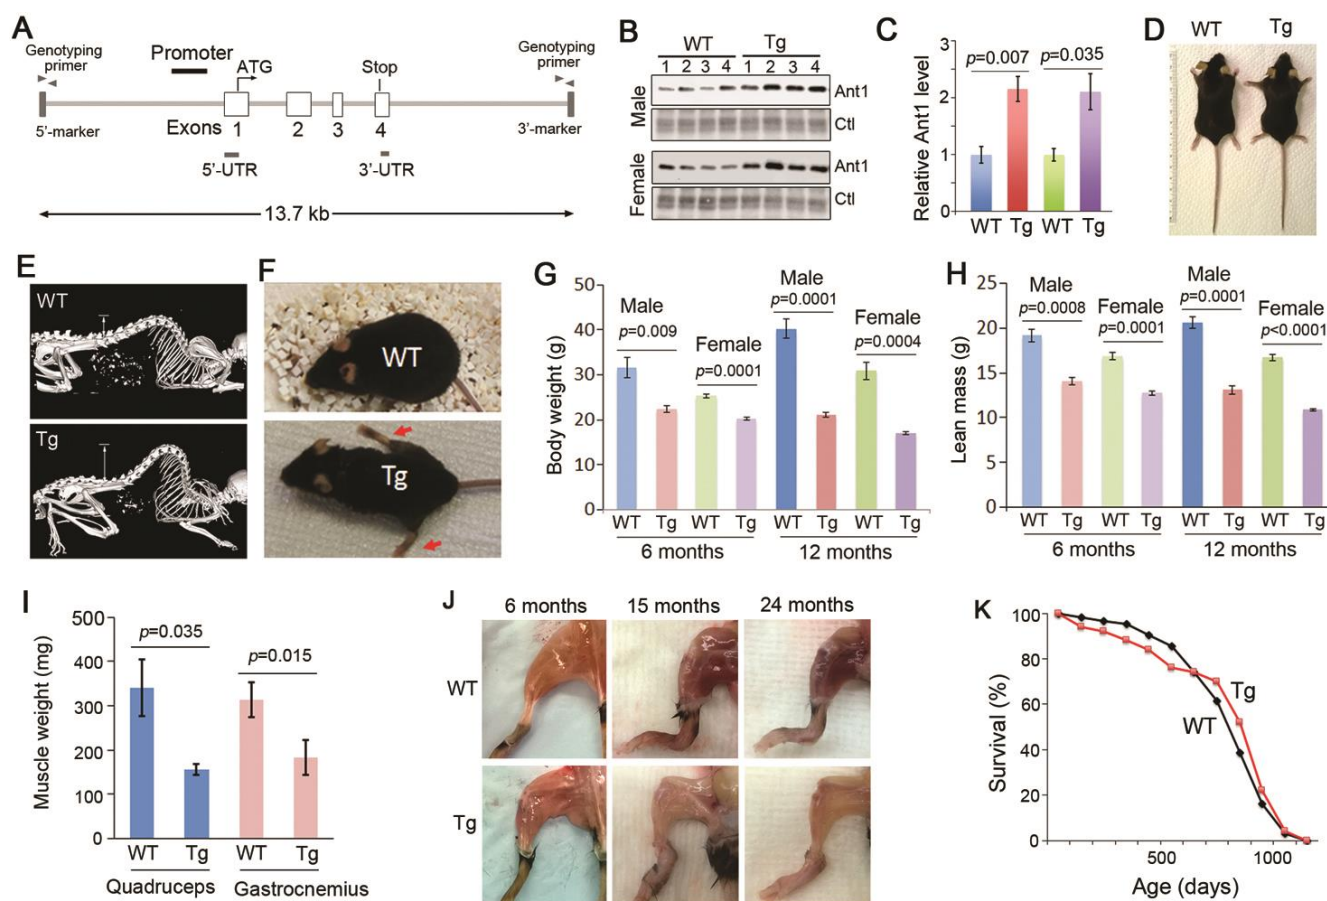 A
Genotyping
primer
Promoter
ATG
Stop
Genotyping
primer
5'-marker
Exons
1
2
3
4
3'-marker
5'-UTR
3'-UTR
13.7 kb
B
WT
Tg
1 2 3 4 1 2 3 4
Male
Ant1
Ctl
Female
Ant1
Ctl
C
Relative Ant1 level
3
2
1
0
p=0.007
p=0.035
WT Tg WT Tg
D
WT
Tg
E
WT
Tg
F
WT
Tg
G
Body weight (g)
50
40
30
20
10
0
Male
p=0.009
Female
p=0.0001
Male
p=0.0001
Female
p=0.0004
WT Tg WT Tg WT Tg WT Tg
6 months
12 months
H
Lean mass (g)
25
20
15
10
15
0
Male
p=0.0008
Female
p=0.0001
Male
p=0.0001
Female
p<0.0001
WT Tg WT Tg WT Tg WT Tg
6 months
12 months
I
Muscle weight (mg)
500
400
300
200
100
0
p=0.035
p=0.015
WT Tg WT Tg
Quadruceps
Gastrocnemius
J
6 months
15 months
24 months
WT
Tg
K
Survival (%)
100
80
60
40
20
0
Tg
WT
500
1000
Age (days)